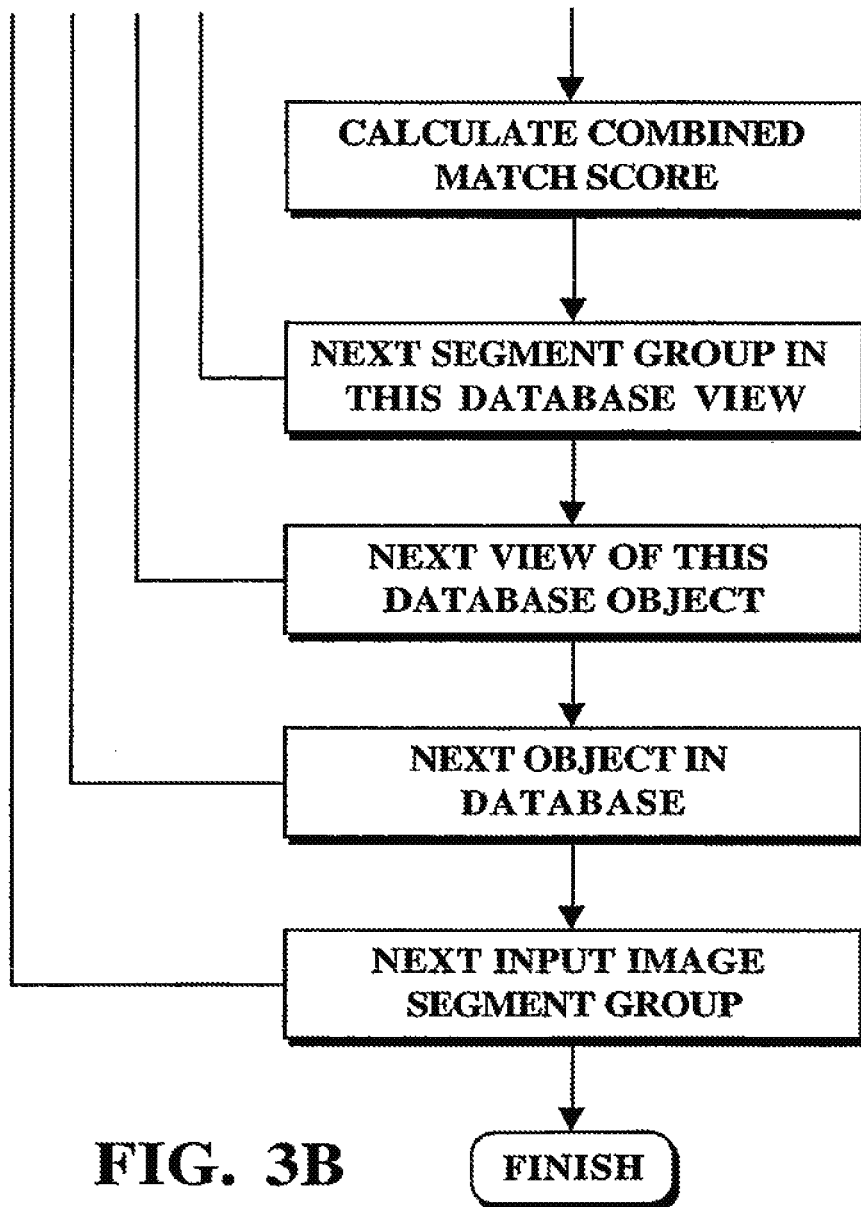 CALCULATE COMBINED
MATCH SCORE
NEXT SEGMENT GROUP IN
THIS DATABASE VIEW
NEXT VIEW OF THIS
DATABASE OBJECT
NEXT OBJECT IN
DATABASE
NEXT INPUT IMAGE
SEGMENT GROUP
FINISH
FIG. 3B